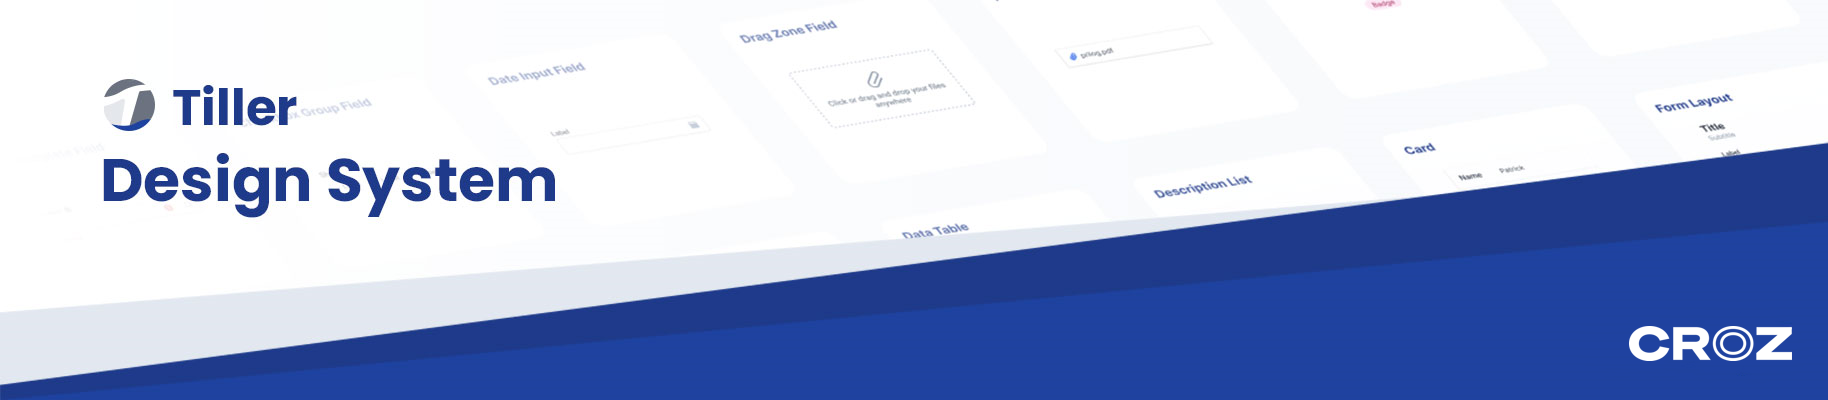 Tiller
Design System
Group Field
Date Input Field
Label
Drag Zone Field
Click or drag and drop your files
anywhere
prilog.pdf
Badge
Data Table
Description List
Card
Name Patrick
Form Layout
Title
Subtitle
Label
CROZ